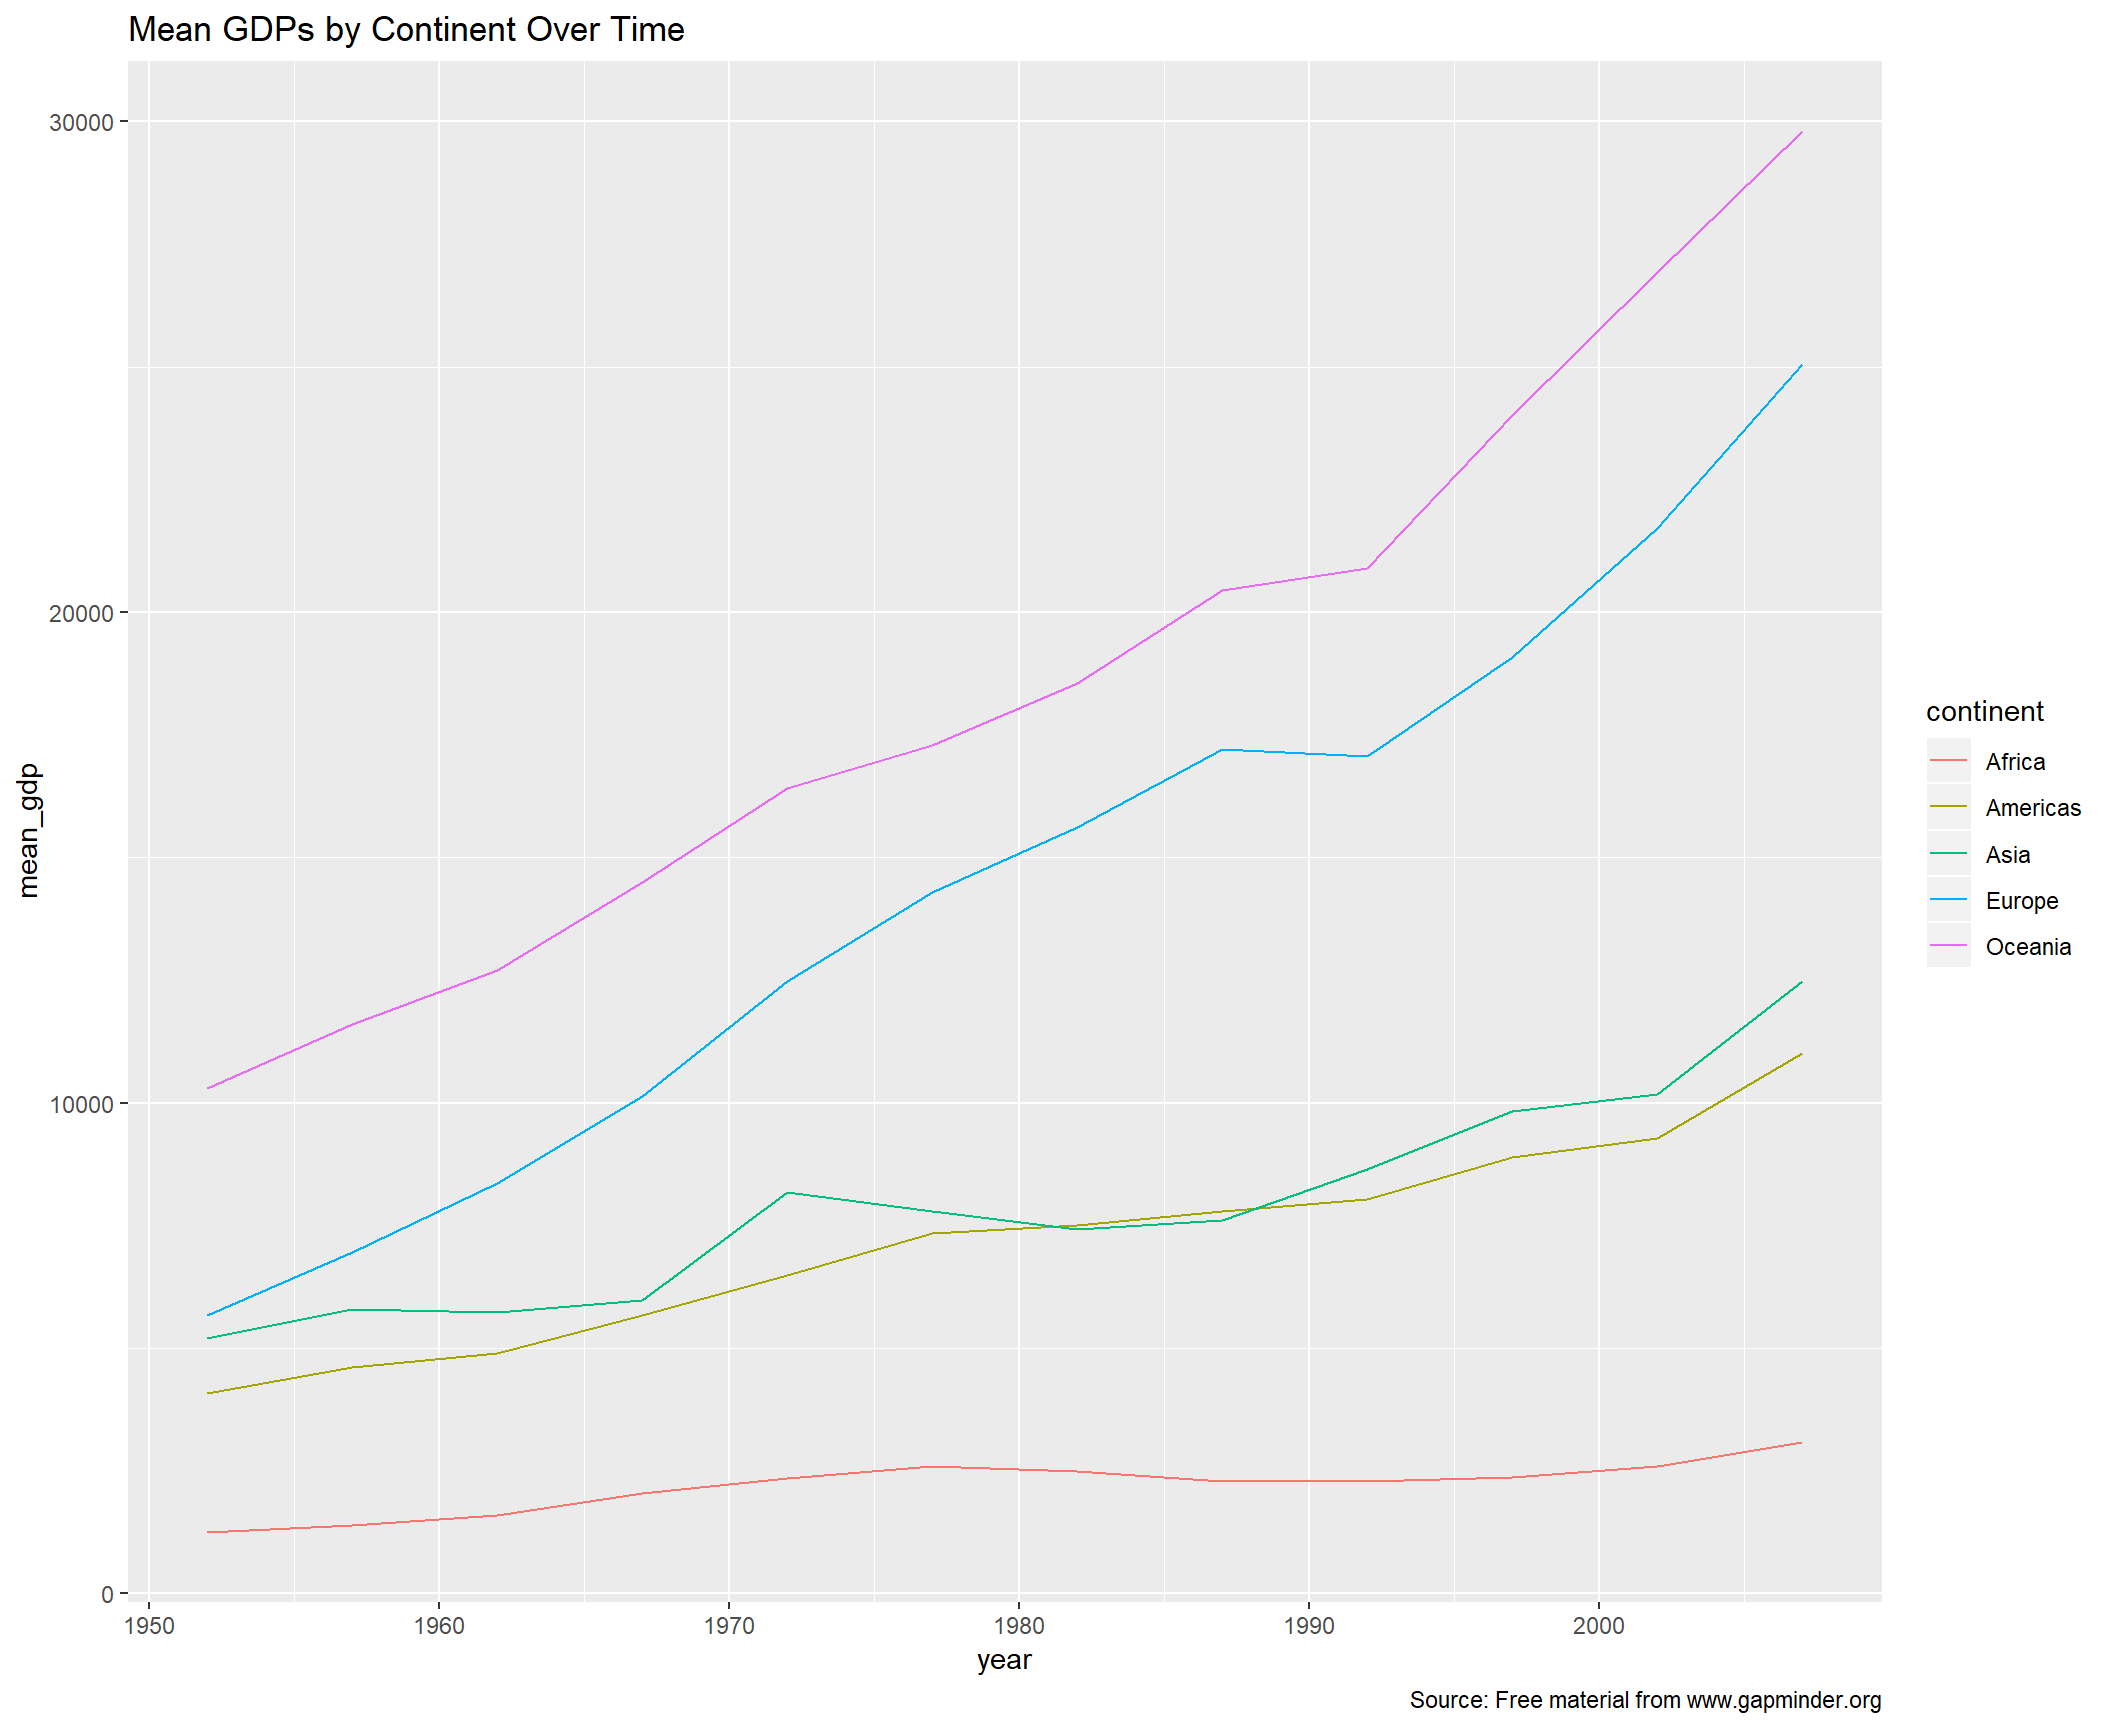 Mean GDPs by Continent Over Time
30000
20000
10000
0
mean_gdp
1950 1960 1970 1980 1990 2000
year
continent
Africa
Americas
Asia
Europe
Oceania
Source: Free material from www.gapminder.org